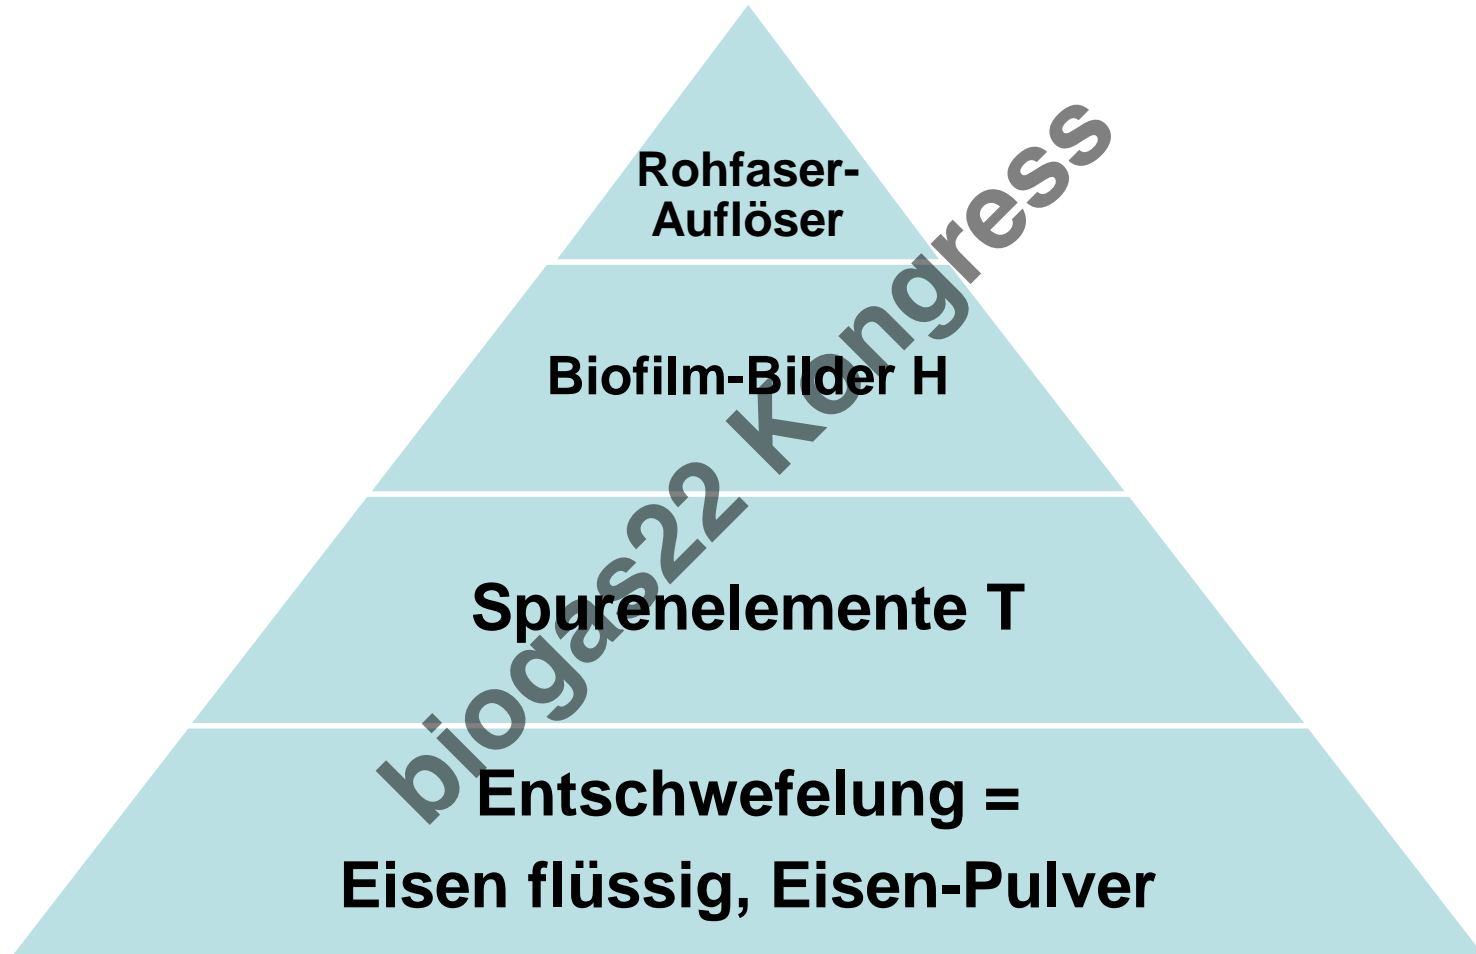 Rohfaser-
Auflöser
Biofilm-Bilder H
Spurenelemente T
Entschwefelung =
Eisen flüssig, Eisen-Pulver
biogas22 Kongress